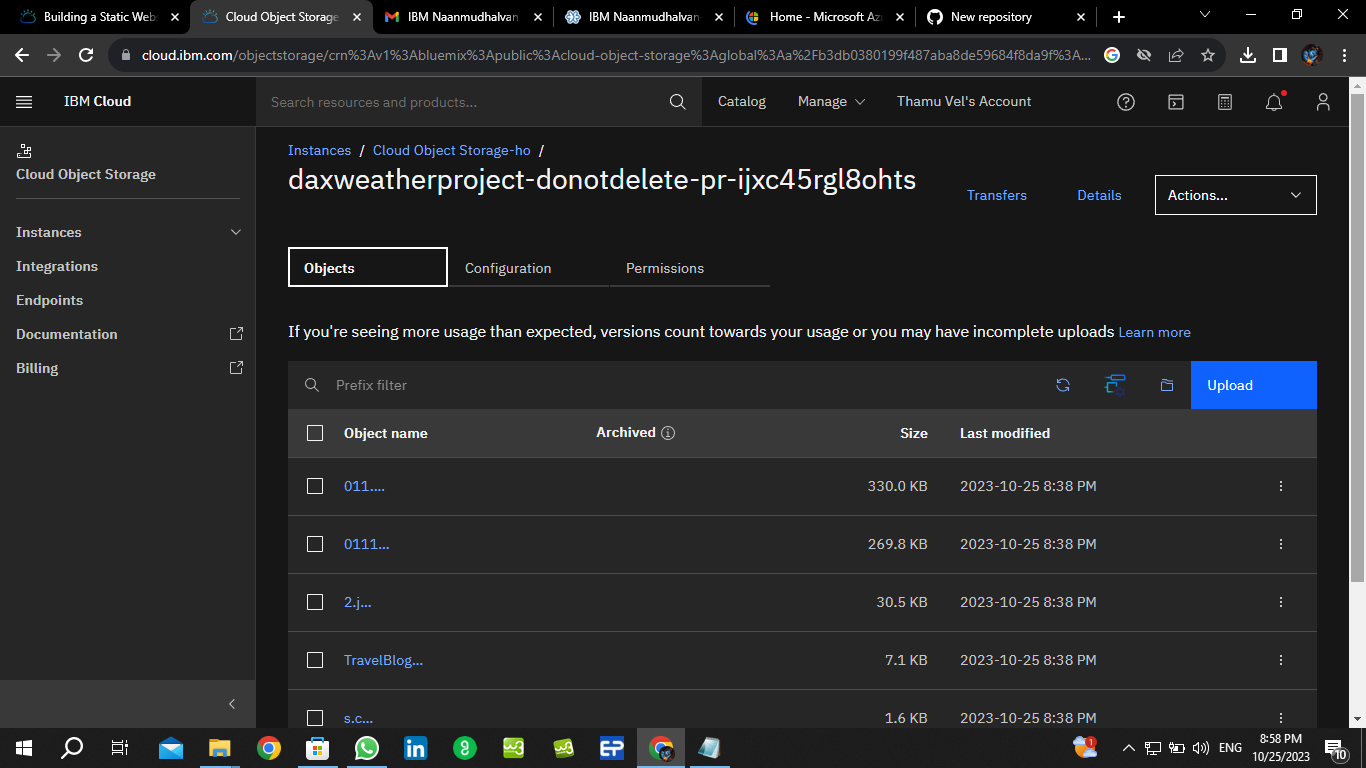 Building a Static Webs
Cloud Object Storage
IBM Naanmudhalvan
IBM Naanmudhalvan
Home - Microsoft Azu
New repository
cloud.ibm.com/objectstorage/crn%3Av1%3Abluemix%3Apublic%3Acloud-object-storage%3Aglobal%3Aa%2Fb3db0380199f487aba8de59684f8da9f%3A...
IBM Cloud
Search resources and products...
Catalog
Manage
Thamu Vel's Account
Cloud Object Storage
Instances
Integrations
Endpoints
Documentation
Billing
Instances / Cloud Object Storage-ho /
daxweatherproject-donotdelete-pr-ijxc45rgl8ohts
Transfers
Details
Actions...
Objects
Configuration
Permissions
If you're seeing more usage than expected, versions count towards your usage or you may have incomplete uploads Learn more
Prefix filter
Upload
Object name Archived Size Last modified
011.... 330.0 KB 2023-10-25 8:38 PM
0111... 269.8 KB 2023-10-25 8:38 PM
2.j... 30.5 KB 2023-10-25 8:38 PM
TravelBlog... 7.1 KB 2023-10-25 8:38 PM
s.c... 1.6 KB 2023-10-25 8:38 PM
ENG
8:58 PM
10/25/2023
10